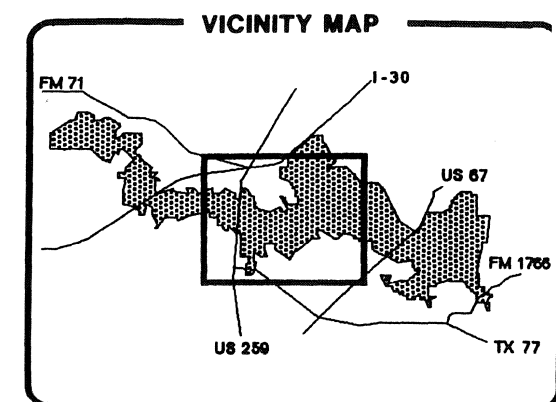 VICINITY MAP
FM 71
I-30
US 67
FM 1766
US 259
TX 77